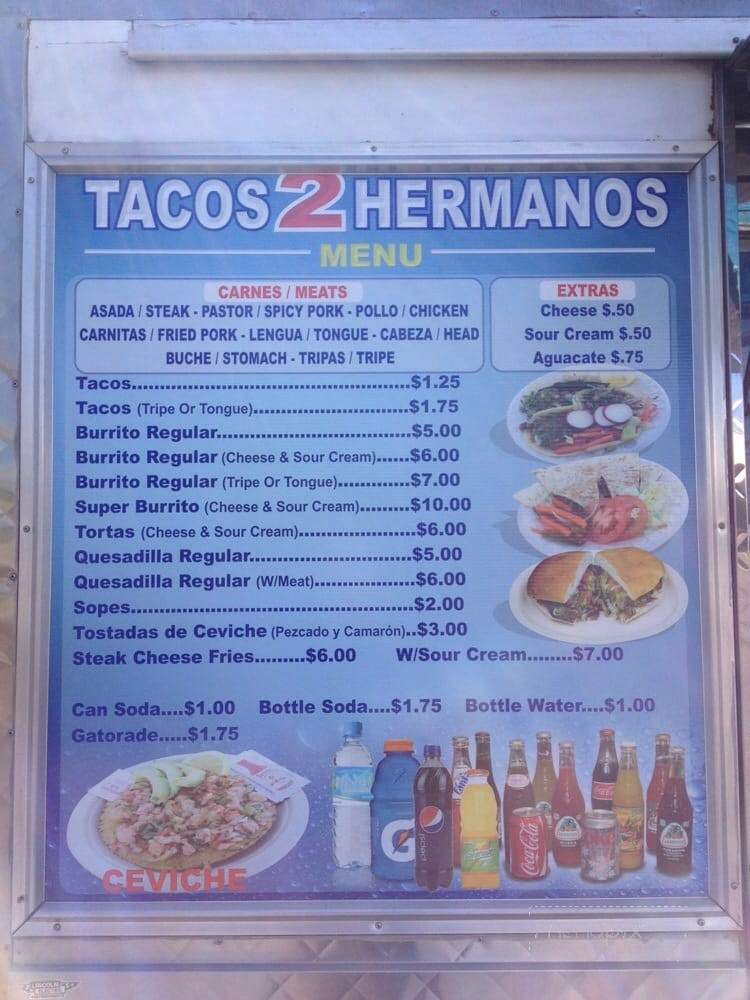 TACOS 2 HERMANOS
MENU
CARNES / MEATS
ASADA / STEAK - PASTOR / SPICY PORK - POLLO / CHICKEN
CARNITAS / FRIED PORK - LENGUA / TONGUE - CABEZA / HEAD
BUCHE / STOMACH - TRIPAS / TRIPE
EXTRAS
Cheese $.50
Sour Cream $.50
Aguacate $.75
Tacos..........................................$1.25
Tacos (Tripe Or Tongue).......................$1.75
Burrito Regular.............................$5.00
Burrito Regular (Cheese & Sour Cream)......$6.00
Burrito Regular (Tripe Or Tongue)............$7.00
Super Burrito (Cheese & Sour Cream).........$10.00
Tortas (Cheese & Sour Cream).................$6.00
Quesadilla Regular........................$5.00
Quesadilla Regular (W/Meat)...............$6.00
Sopes..........................................$2.00
Tostadas de Ceviche (Pezcado y Camarón)..$3.00
Steak Cheese Fries.........$6.00 W/Sour Cream........$7.00
Can Soda....$1.00 Bottle Soda....$1.75 Bottle Water....$1.00
Gatorade.....$1.75
CEVICHE
G
pepsi
Fanta
Coca-Cola
LINCOLN
ELECTRIC